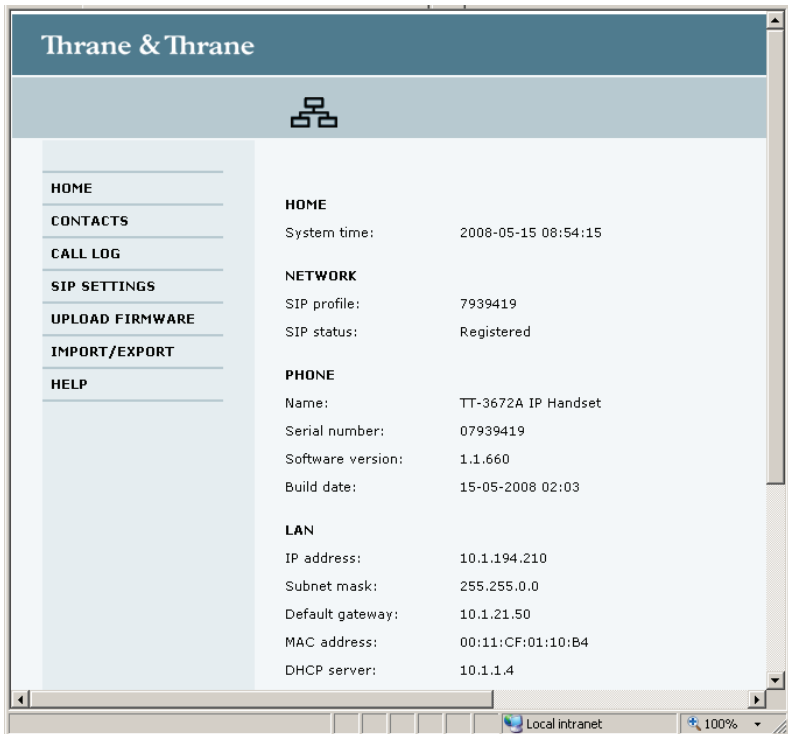 Thrane & Thrane
HOME
CONTACTS
CALL LOG
SIP SETTINGS
UPLOAD FIRMWARE
IMPORT/EXPORT
HELP
HOME
System time: 2008-05-15 08:54:15
NETWORK
SIP profile: 7939419
SIP status: Registered
PHONE
Name: TT-3672A IP Handset
Serial number: 07939419
Software version: 1.1.660
Build date: 15-05-2008 02:03
LAN
IP address: 10.1.194.210
Subnet mask: 255.255.0.0
Default gateway: 10.1.21.50
MAC address: 00:11:CF:01:10:B4
DHCP server: 10.1.1.4
Local intranet 100%